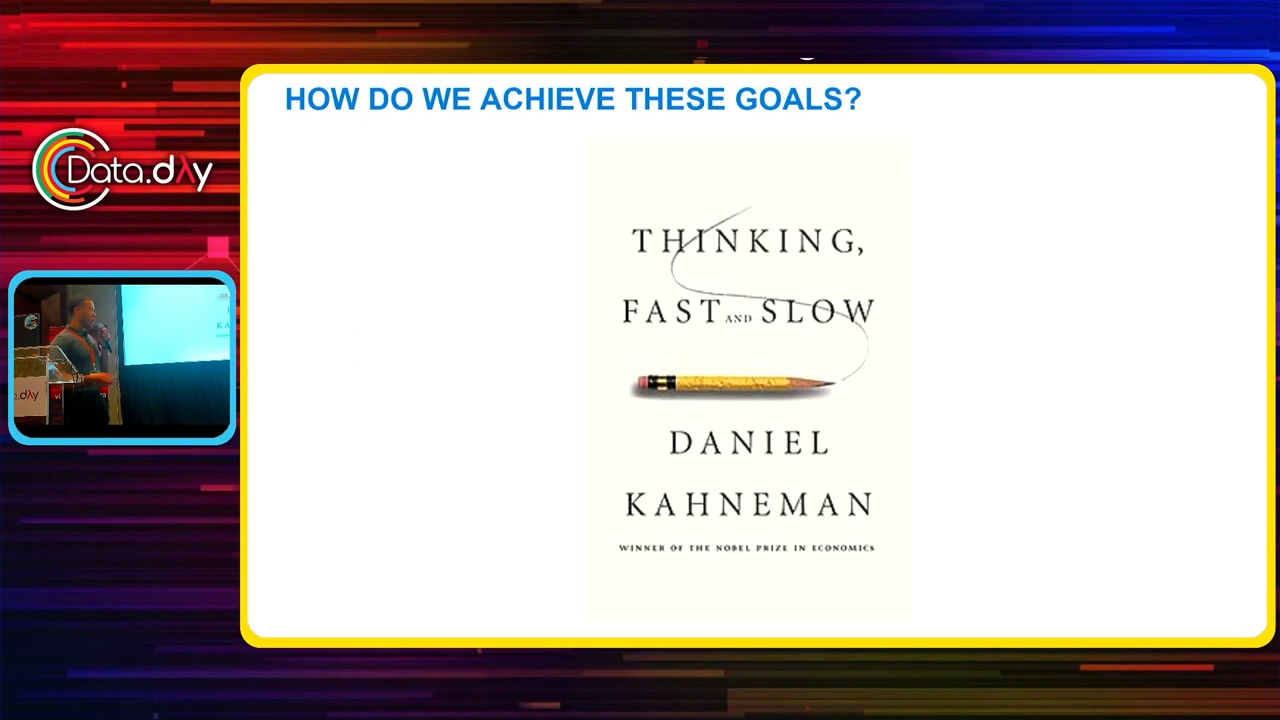 HOW DO WE ACHIEVE THESE GOALS?
Data.dλy
THINKING,
FAST AND SLOW
DANIEL
KAHNEMAN
WINNER OF THE NOBEL PRIZE IN ECONOMICS